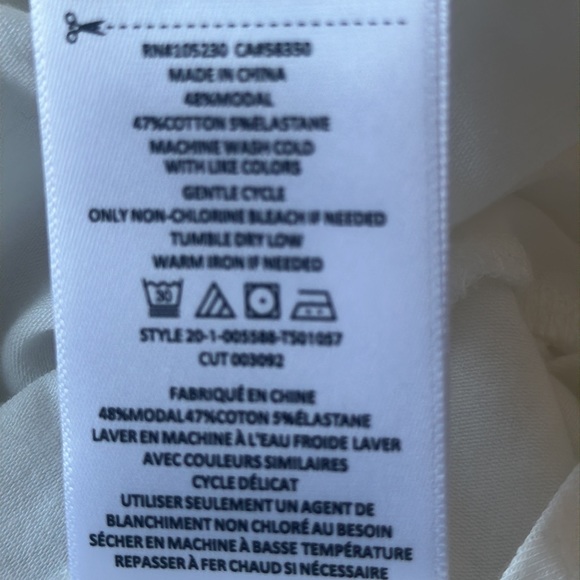 RN#105230 CA#58330
MADE IN CHINA
48%MODAL
47%COTTON 5%ELASTANE
MACHINE WASH COLD
WITH LIKE COLORS
GENTLE CYCLE
ONLY NON-CHLORINE BLEACH IF NEEDED
TUMBLE DRY LOW
WARM IRON IF NEEDED
30
STYLE 20-1-005588-TS01057
CUT 003092
FABRIQUÉ EN CHINE
48%MODAL47%COTON 5%ÉLASTANE
LAVER EN MACHINE À L'EAU FROIDE LAVER
AVEC COULEURS SIMILAIRES
CYCLE DÉLICAT
UTILISER SEULEMENT UN AGENT DE
BLANCHIMENT NON CHLORÉ AU BESOIN
SÉCHER EN MACHINE À BASSE TEMPÉRATURE
REPASSER À FER CHAUD SI NÉCESSAIRE